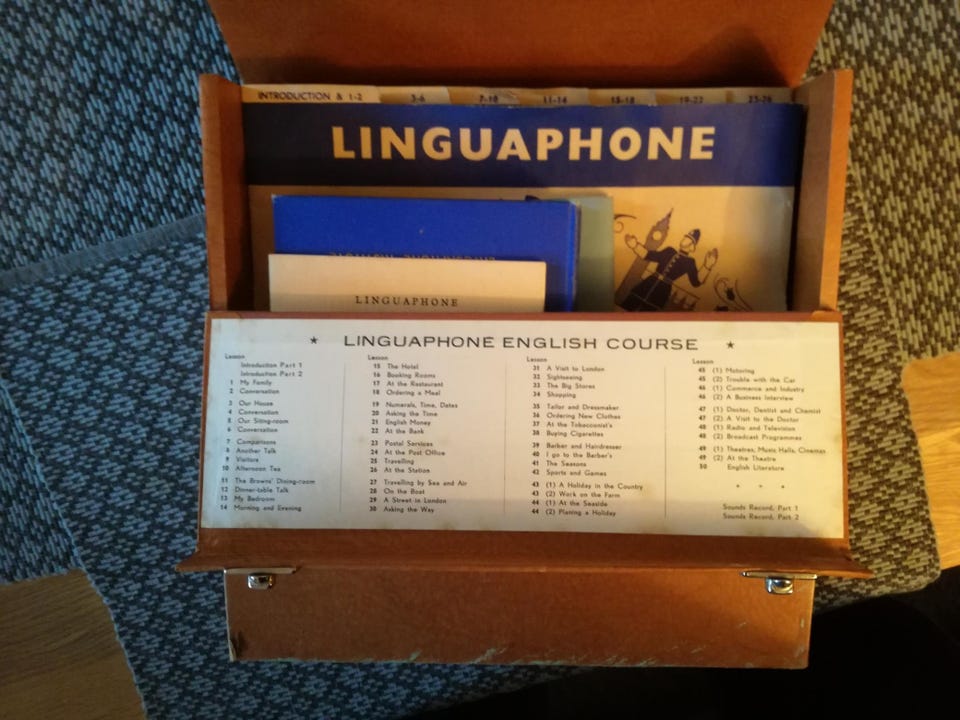 INTRODUCTION & 1-2 3-6 7-10 11-14 15-18 19-22 23-26
LINGUAPHONE
LINGUAPHONE
★ LINGUAPHONE ENGLISH COURSE ★
Lesson
Introduction Part 1
Introduction Part 2
1 My Family
2 Conversation
3 Our House
4 Conversation
5 Our Sitting-room
6 Conversation
7 Comparisons
8 Another Talk
9 Visitors
10 Afternoon Tea
11 The Browns' Dining-room
12 Dinner-table Talk
13 My Bedroom
14 Morning and Evening
Lesson
15 The Hotel
16 Booking Rooms
17 At the Restaurant
18 Ordering a Meal
19 Numerals, Time, Dates
20 Asking the Time
21 English Money
22 At the Bank
23 Postal Services
24 At the Post Office
25 Travelling
26 At the Station
27 Travelling by Sea and Air
28 On the Boat
29 A Street in London
30 Asking the Way
Lesson
31 A Visit to London
32 Sightseeing
33 The Big Stores
34 Shopping
35 Tailor and Dressmaker
36 Ordering New Clothes
37 At the Tobacconist's
38 Buying Cigarettes
39 Barber and Hairdresser
40 I go to the Barber's
41 The Seasons
42 Sports and Games
43 (1) A Holiday in the Country
43 (2) Work on the Farm
44 (1) At the Seaside
44 (2) Planing a Holiday
Lesson
45 (1) Motoring
45 (2) Trouble with the Car
46 (1) Commerce and Industry
46 (2) A Business Interview
47 (1) Doctor, Dentist and Chemist
47 (2) A Visit to the Doctor
48 (1) Radio and Television
48 (2) Broadcast Programmes
49 (1) Theatres, Music Halls, Cinemas
49 (2) At the Theatre
50 English Literature
* * *
Sounds Record, Part 1
Sounds Record, Part 2